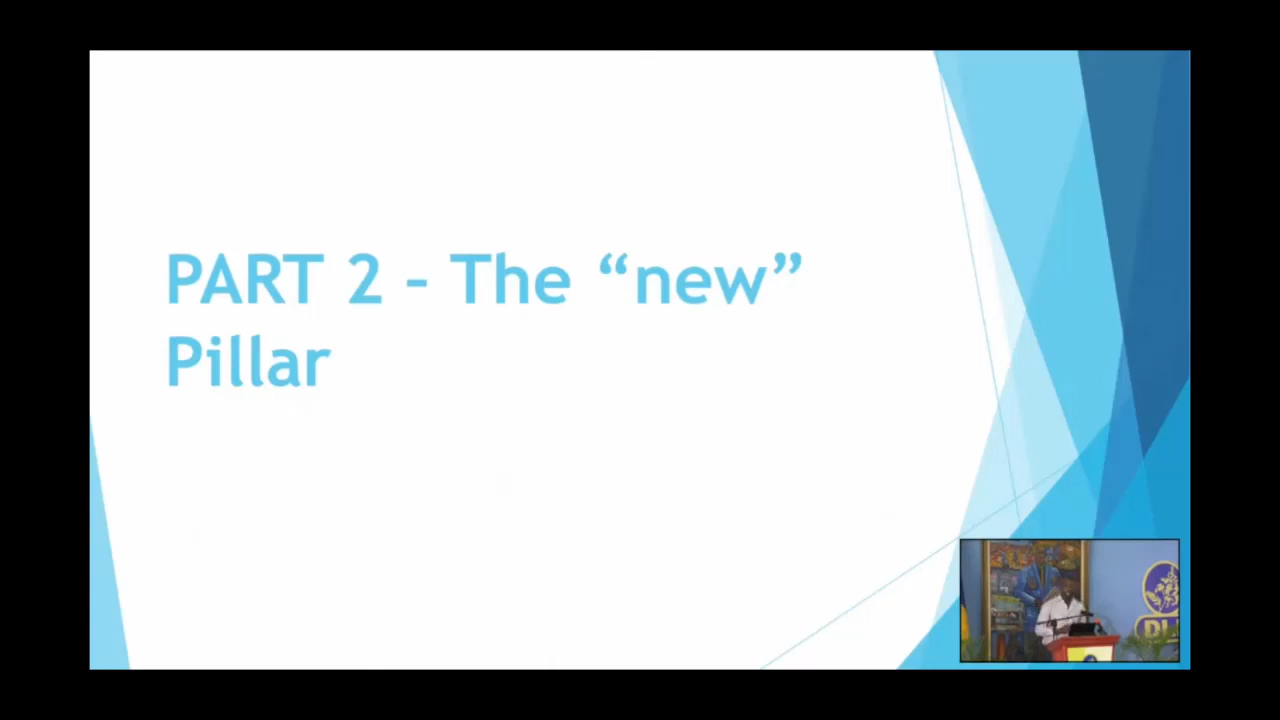 PART 2 – The “new”
Pillar